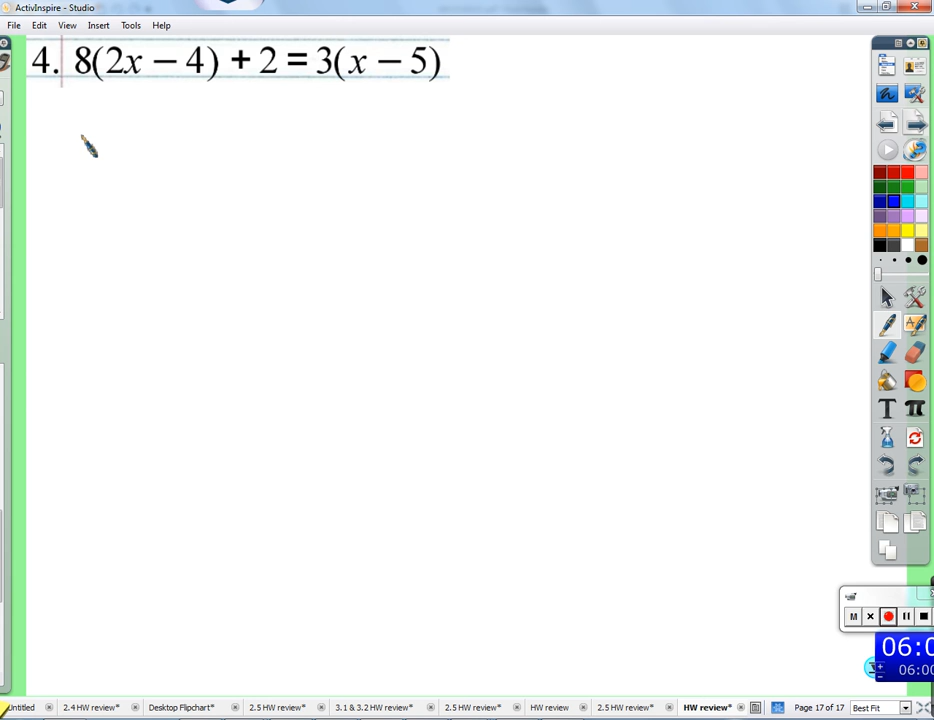 ActivInspire - Studio
File Edit View Insert Tools Help
4. 8(2x − 4) + 2 = 3(x − 5)
M
06:0
06:00
Untitled 2.4 HW review* Desktop Flipchart* 2.5 HW review* 3.1 & 3.2 HW review* 2.5 HW review* HW review 2.5 HW review* HW review* Page 17 of 17 Best Fit